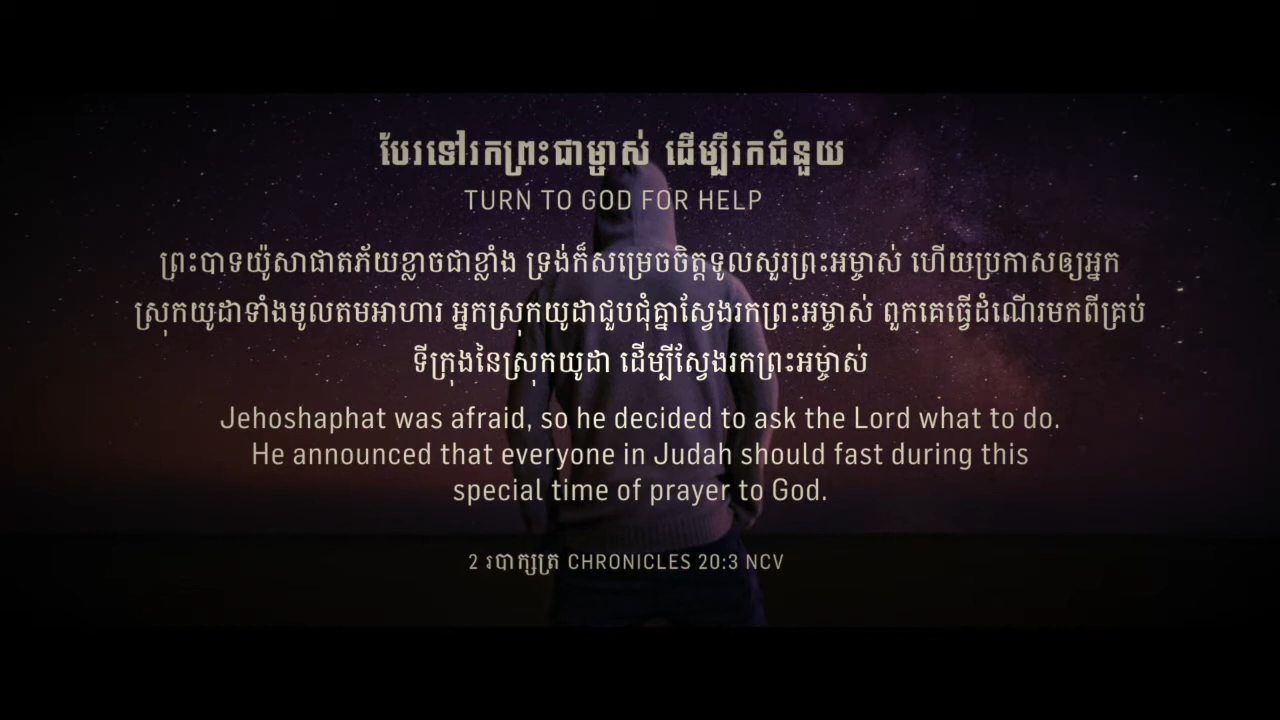 បែរទៅរកព្រះជាម្ចាស់ ដើម្បីរកជំនួយ
TURN TO GOD FOR HELP
ព្រះបាទយ៉ូសាផាតភ័យខ្លាចជាខ្លាំង ទ្រង់ក៏សម្រេចចិត្តទូលសួរព្រះអម្ចាស់ ហើយប្រកាសឲ្យអ្នក
ស្រុកយូដាទាំងមូលតមអាហារ អ្នកស្រុកយូដាជួបជុំគ្នាស្វែងរកព្រះអម្ចាស់ ពួកគេធ្វើដំណើរមកពីគ្រប់
ទីក្រុងនៃស្រុកយូដា ដើម្បីស្វែងរកព្រះអម្ចាស់
Jehoshaphat was afraid, so he decided to ask the Lord what to do.
He announced that everyone in Judah should fast during this
special time of prayer to God.
2 របាក្សត្រ CHRONICLES 20:3 NCV